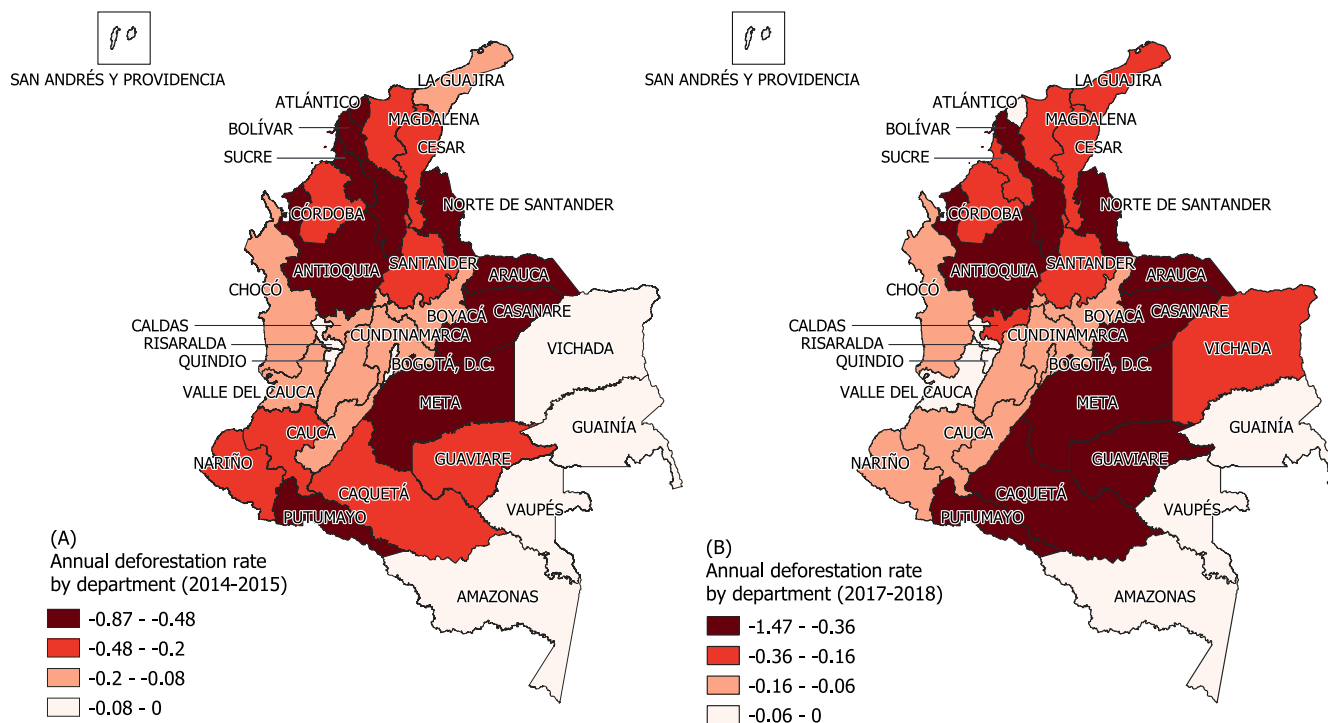 SAN ANDRÉS Y PROVIDENCIA
LA GUAJIRA
ATLÁNTICO
MAGDALENA
BOLÍVAR
CESAR
SUCRE
NORTE DE SANTANDER
CÓRDOBA
ANTIOQUIA
SANTANDER
ARAUCA
CHOCÓ
CASANARE
BOYACÁ
CALDAS
CUNDINAMARCA
RISARALDA
VICHADA
QUINDIO
BOGOTÁ, D.C.
VALLE DEL CAUCA
META
GUAINÍA
CAUCA
NARIÑO
GUAVIARE
CAQUETÁ
VAUPÉS
PUTUMAYO
AMAZONAS
(A)
Annual deforestation rate
by department (2014-2015)
-0.87 - -0.48
-0.48 - -0.2
-0.2 - -0.08
-0.08 - 0
SAN ANDRÉS Y PROVIDENCIA
LA GUAJIRA
ATLÁNTICO
MAGDALENA
BOLÍVAR
CESAR
SUCRE
NORTE DE SANTANDER
CÓRDOBA
ANTIOQUIA
SANTANDER
ARAUCA
CHOCÓ
CASANARE
BOYACÁ
CALDAS
CUNDINAMARCA
RISARALDA
VICHADA
QUINDIO
BOGOTÁ, D.C.
VALLE DEL CAUCA
META
GUAINÍA
CAUCA
NARIÑO
GUAVIARE
CAQUETÁ
VAUPÉS
PUTUMAYO
AMAZONAS
(B)
Annual deforestation rate
by department (2017-2018)
-1.47 - -0.36
-0.36 - -0.16
-0.16 - -0.06
-0.06 - 0